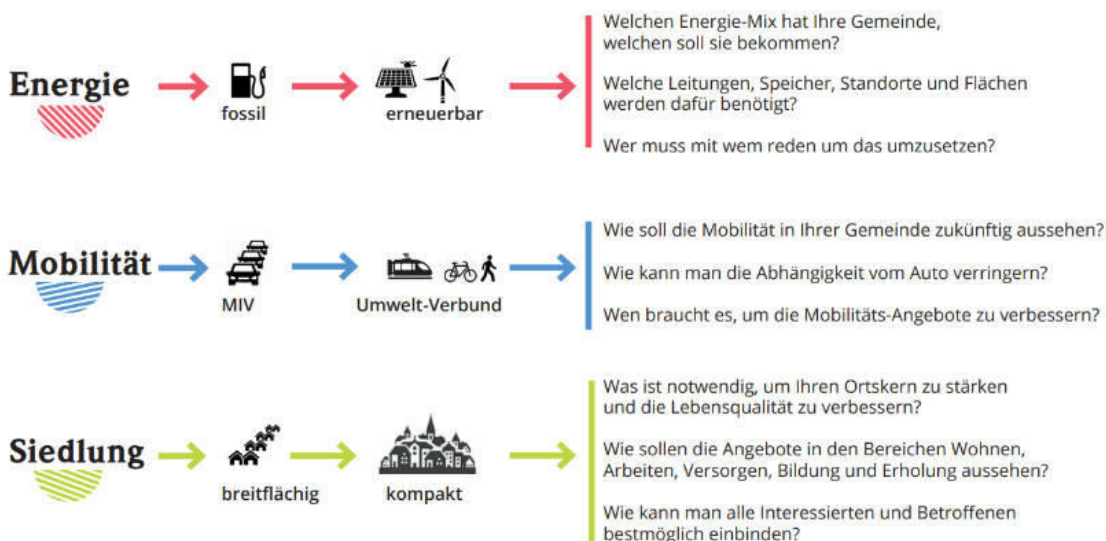 Energie
fossil
erneuerbar
Welchen Energie-Mix hat Ihre Gemeinde,
welchen soll sie bekommen?
Welche Leitungen, Speicher, Standorte und Flächen
werden dafür benötigt?
Wer muss mit wem reden um das umzusetzen?
Mobilität
MIV
Umwelt-Verbund
Wie soll die Mobilität in Ihrer Gemeinde zukünftig aussehen?
Wie kann man die Abhängigkeit vom Auto verringern?
Wen braucht es, um die Mobilitäts-Angebote zu verbessern?
Siedlung
breitflächig
kompakt
Was ist notwendig, um Ihren Ortskern zu stärken
und die Lebensqualität zu verbessern?
Wie sollen die Angebote in den Bereichen Wohnen,
Arbeiten, Versorgen, Bildung und Erholung aussehen?
Wie kann man alle Interessierten und Betroffenen
bestmöglich einbinden?